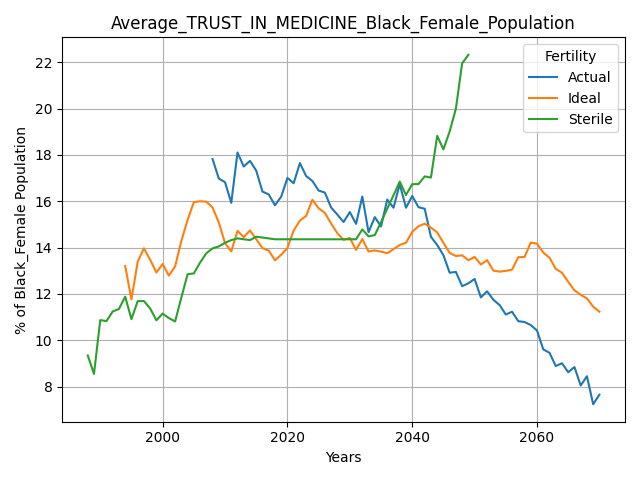 Average_TRUST_IN_MEDICINE_Black_Female_Population
% of Black_Female Population
22
20
18
16
14
12
10
8
Fertility
Actual
Ideal
Sterile
2000 2020 2040 2060
Years